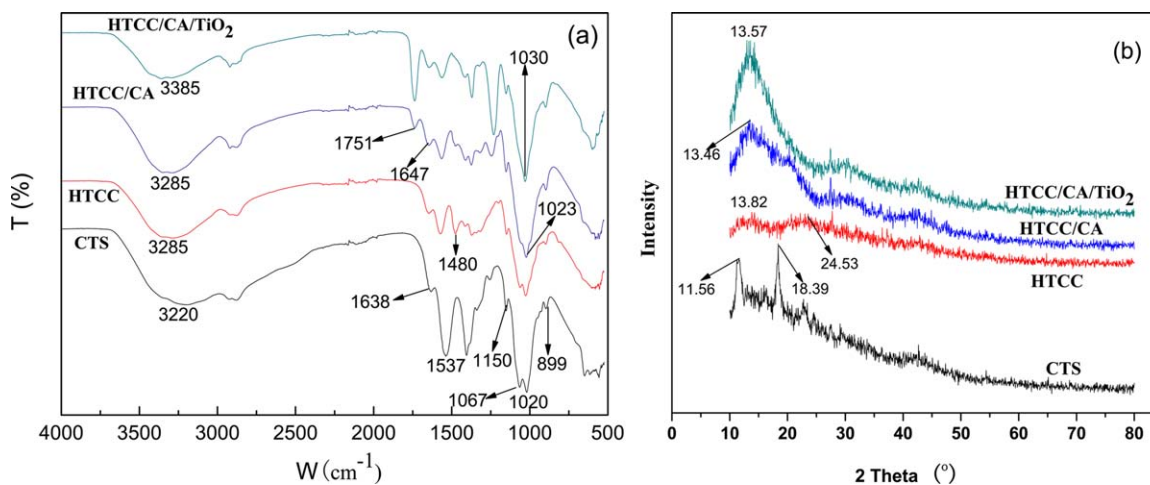 HTCC/CA/TiO2
(a)
3385
1030
HTCC/CA
1751
1647
3285
HTCC
1023
3285
1480
CTS
3220
1638
1537
1150
899
1067
1020
T (%)
4000 3500 3000 2500 2000 1500 1000 500
W (cm-1)
(b)
13.57
13.46
HTCC/CA/TiO2
13.82
HTCC/CA
24.53
HTCC
11.56
18.39
CTS
Intensity
0 10 20 30 40 50 60 70 80
2 Theta (º)